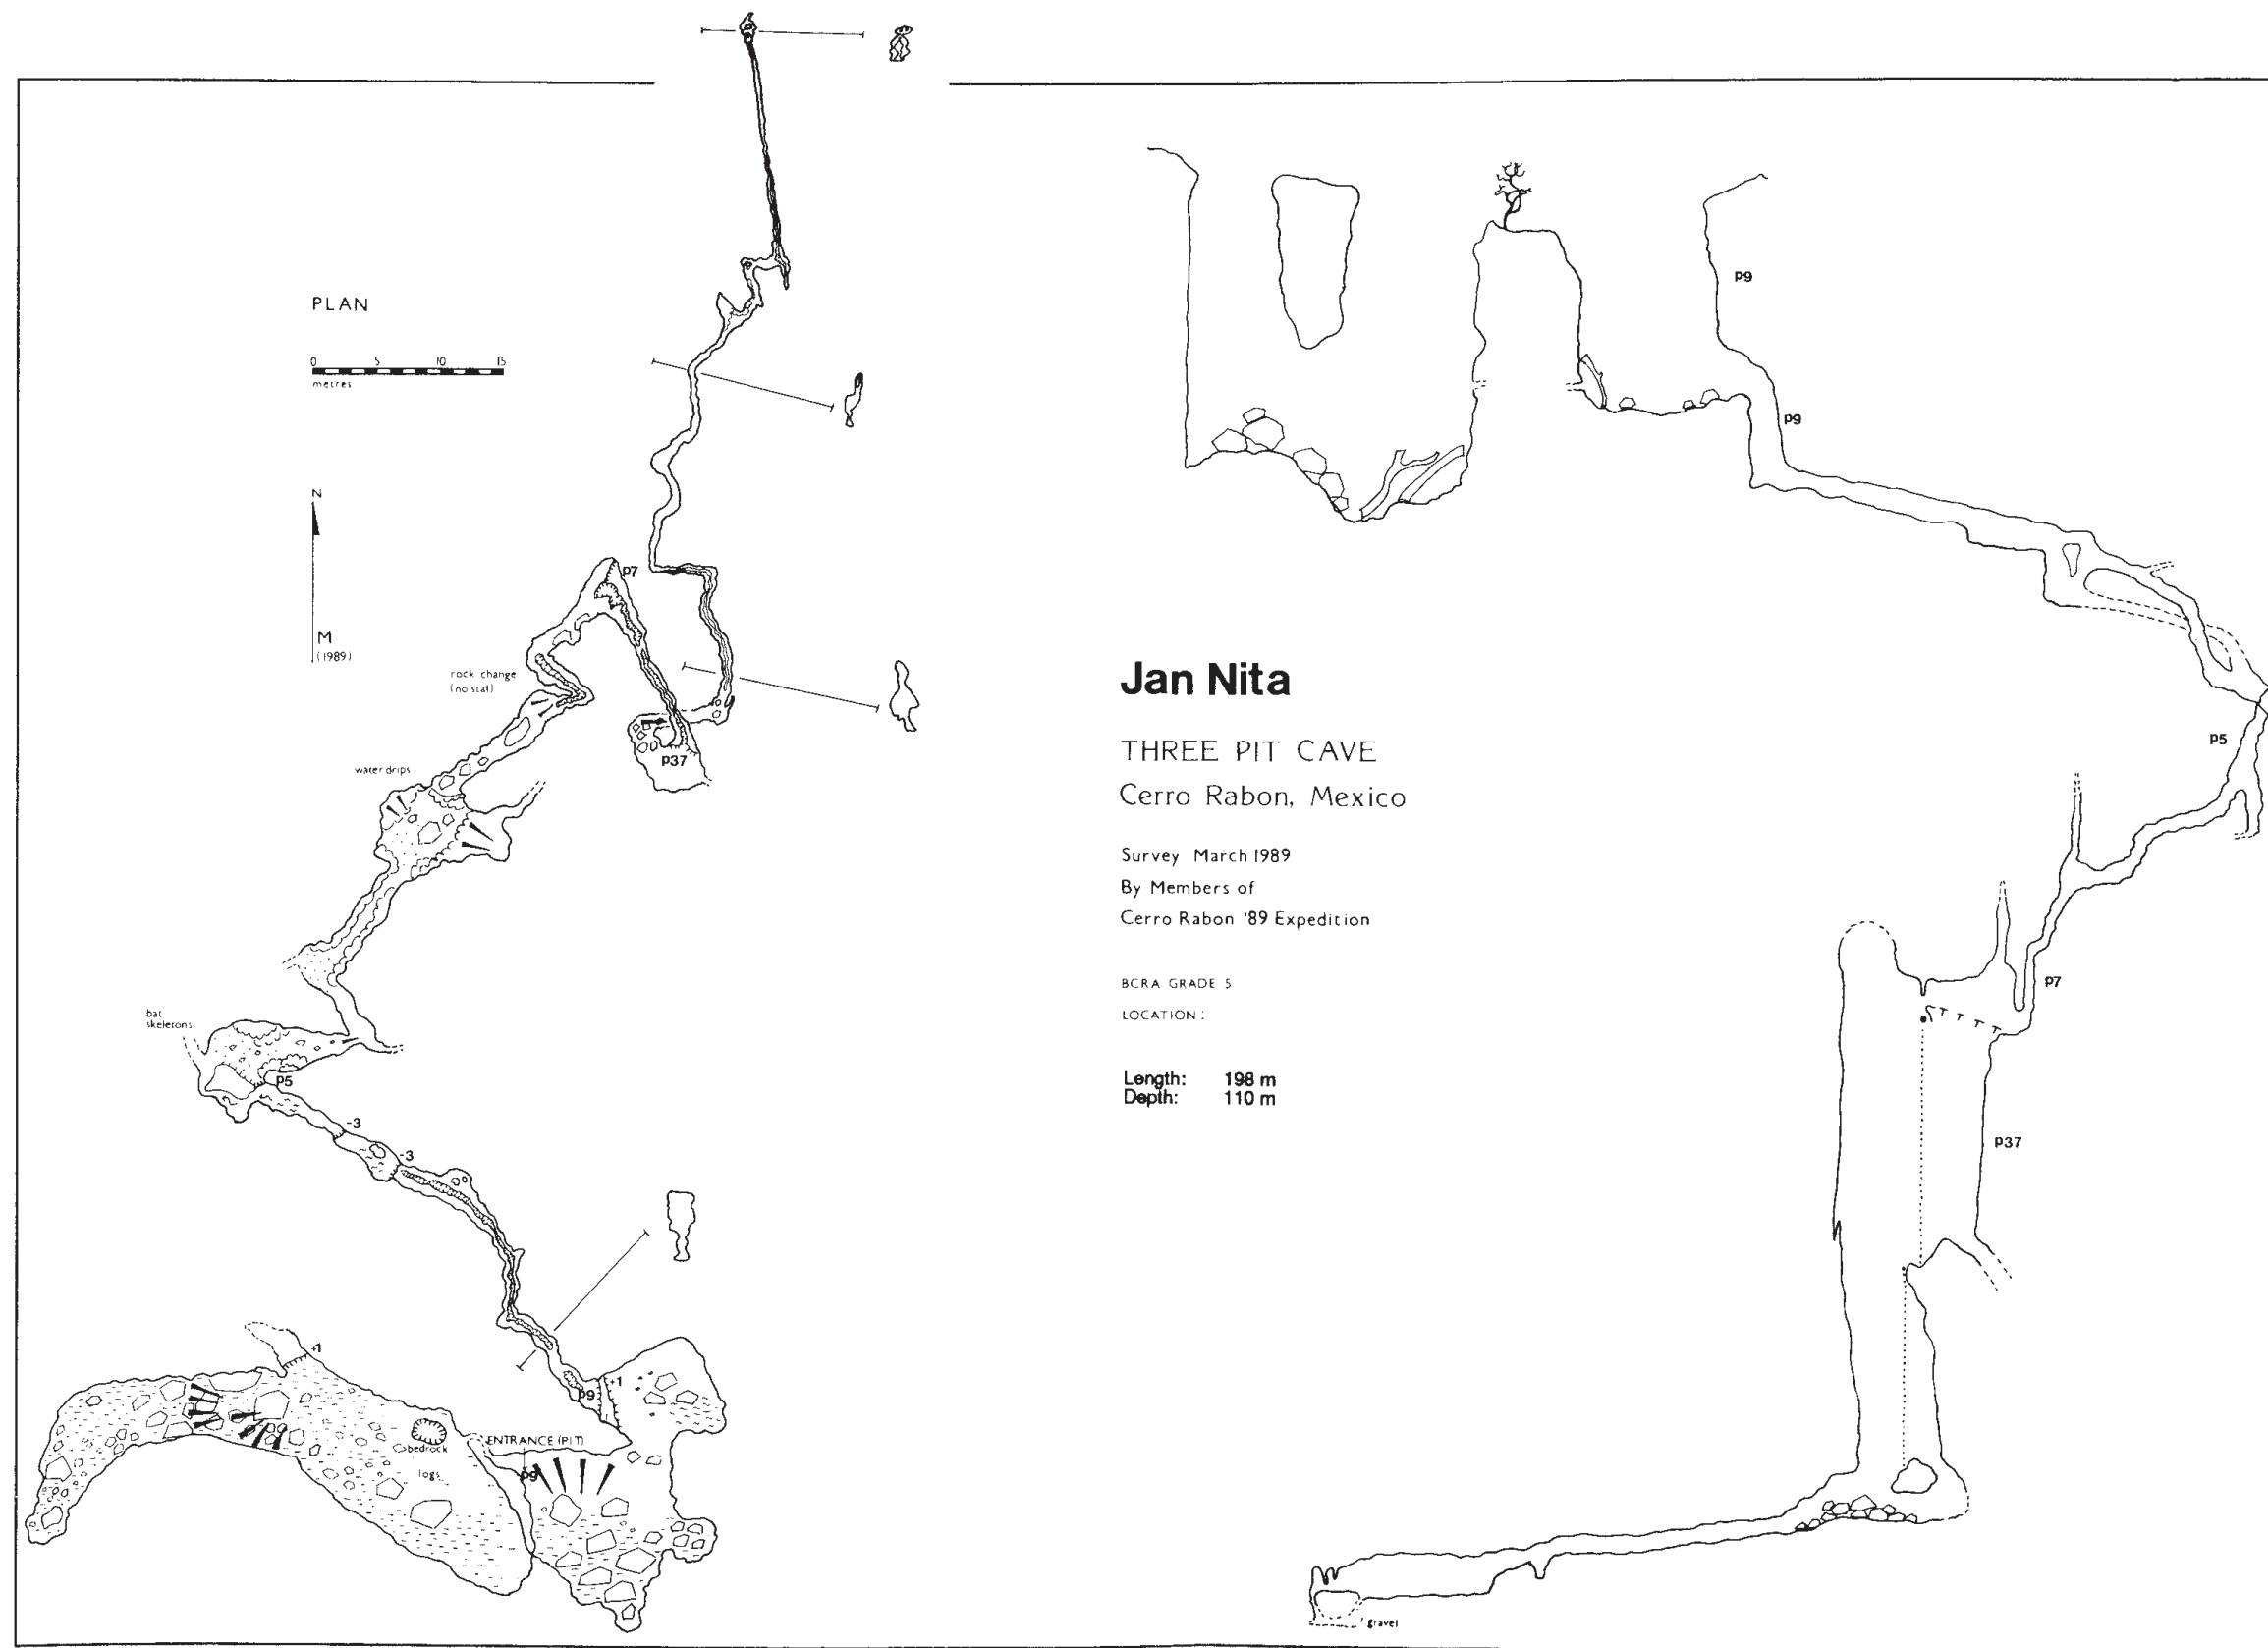 PLAN
0 5 10 15
metres
N
M
(1989)
p7
rock change
(no stal)
p37
water drips
bat
skeletons
p5
-3
-3
+1
p9
+1
ENTRANCE (PIT)
bedrock
logs
p9
p9
p9
Jan Nita
THREE PIT CAVE
Cerro Rabon, Mexico
Survey March 1989
By Members of
Cerro Rabon '89 Expedition
BCRA GRADE 5
LOCATION:
Length: 198 m
Depth: 110 m
p5
p7
p37
gravel